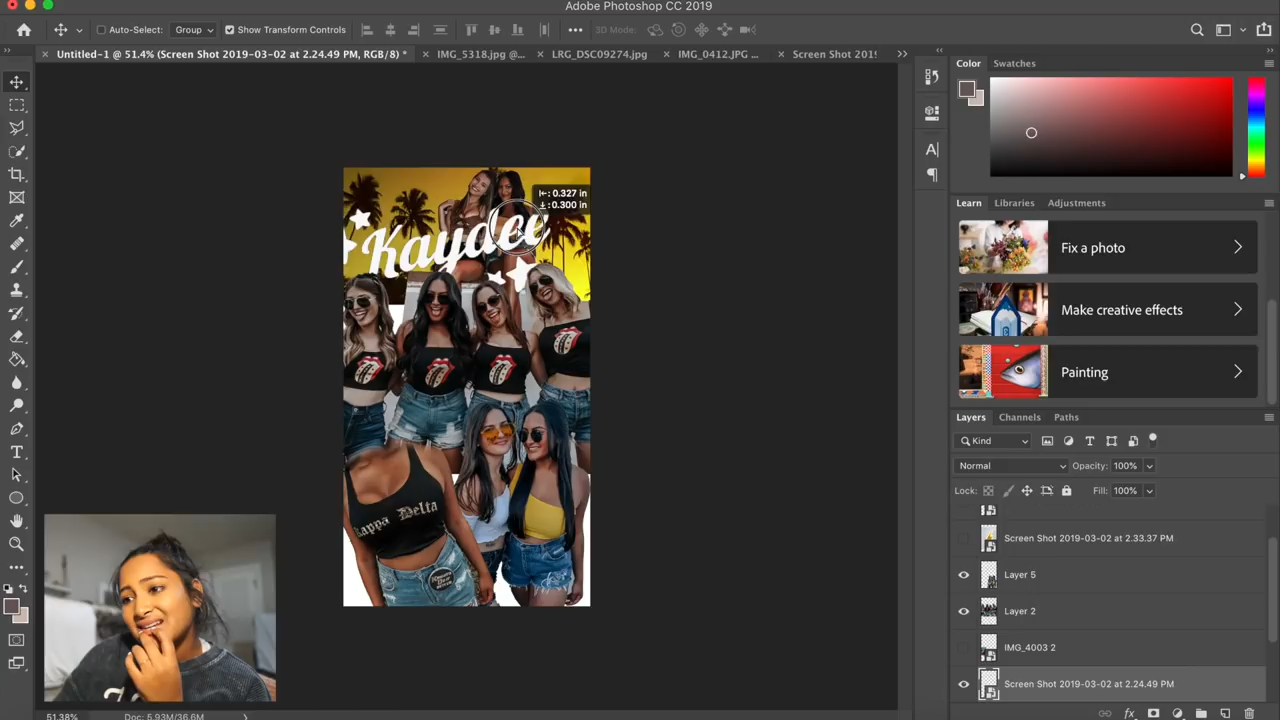 Adobe Photoshop CC 2019
Auto-Select: Group Show Transform Controls 3D Mode:
Untitled-1 @ 51.4% (Screen Shot 2019-03-02 at 2.24.49 PM, RGB/8) * IMG_5318.jpg @... LRG_DSC09274.jpg IMG_0412.JPG ... Screen Shot 2019
Color Swatches
Learn Libraries Adjustments
Fix a photo
Make creative effects
Painting
Layers Channels Paths
Kind
Normal Opacity: 100%
Lock: Fill: 100%
Screen Shot 2019-03-02 at 2.33.37 PM
Layer 5
Layer 2
IMG_4003 2
Screen Shot 2019-03-02 at 2.24.49 PM
: 0.327 in
: 0.300 in
Kaydee
Kappa Delta
51.38% Doc: 5.93M/36.6M